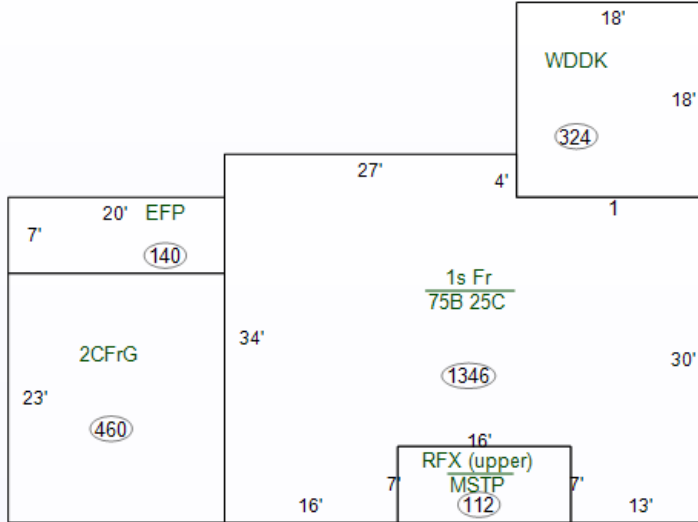 18'
WDDK
18'
324
27'
4'
20' EFP
1
7'
140
1s Fr
75B 25C
34'
2CFrG
30'
1346
23'
460
16'
RFX (upper)
7' MSTP 7'
16' 112 13'